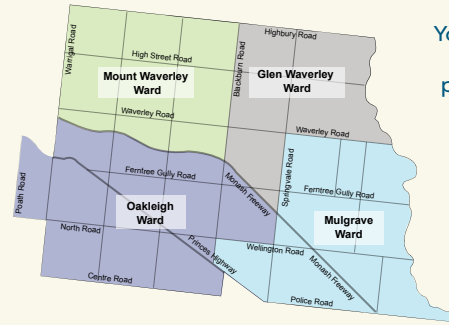 Yo
p
Highbury Road
Warrigal Road
High Street Road
Blackburn Road
Mount Waverley
Ward
Glen Waverley
Ward
Waverley Road
Waverley Road
Springvale Road
Ferntree Gully Road
Monash Freeway
Ferntree Gully Road
Poath Road
Oakleigh
Ward
Mulgrave
Ward
North Road
Princes Highway
Wellington Road
Monash Freeway
Centre Road
Police Road